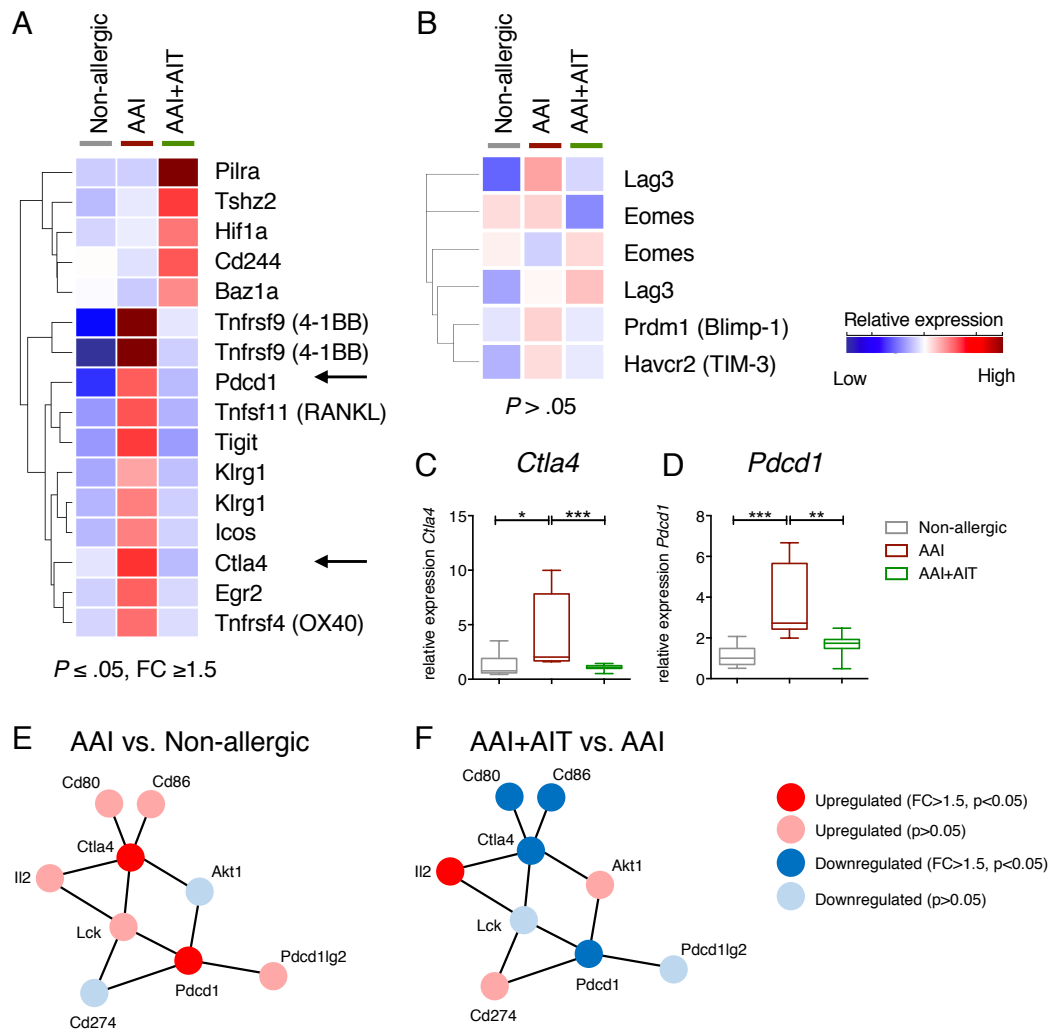 A
Non-allergic
AAI
AAI+AIT
Pilra
Tshz2
Hif1a
Cd244
Baz1a
Tnfrsf9 (4-1BB)
Tnfrsf9 (4-1BB)
Pdcd1
Tnfsf11 (RANKL)
Tigit
Klrg1
Klrg1
Icos
Ctla4
Egr2
Tnfrsf4 (OX40)
P ≤ .05, FC ≥1.5
B
Non-allergic
AAI
AAI+AIT
Lag3
Eomes
Eomes
Lag3
Prdm1 (Blimp-1)
Havcr2 (TIM-3)
P > .05
Relative expression
Low
High
C
Ctla4
relative expression Ctla4
15
10
5
0
*
***
D
Pdcd1
relative expression Pdcd1
8
6
4
2
0
***
**
Non-allergic
AAI
AAI+AIT
E
AAI vs. Non-allergic
Cd80
Cd86
Ctla4
Il2
Akt1
Lck
Pdcd1lg2
Pdcd1
Cd274
F
AAI+AIT vs. AAI
Cd80
Cd86
Ctla4
Il2
Akt1
Lck
Pdcd1lg2
Pdcd1
Cd274
Upregulated (FC>1.5, p<0.05)
Upregulated (p>0.05)
Downregulated (FC>1.5, p<0.05)
Downregulated (p>0.05)